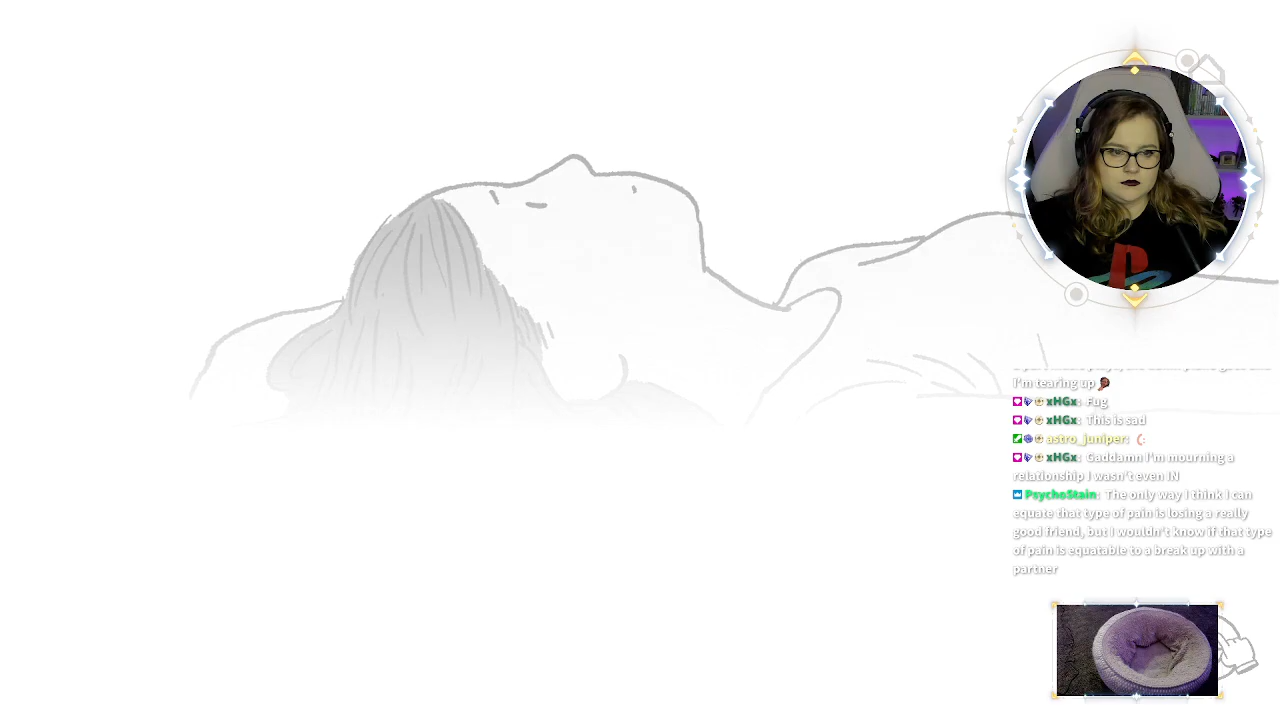 I'm tearing up
xHGx: Fug
xHGx: This is sad
astro_juniper: (:
xHGx: Gaddamn I'm mourning a
relationship I wasn't even IN
PsychoStain: The only way I think I can
equate that type of pain is losing a really
good friend, but I wouldn't know if that type
of pain is equatable to a break up with a
partner